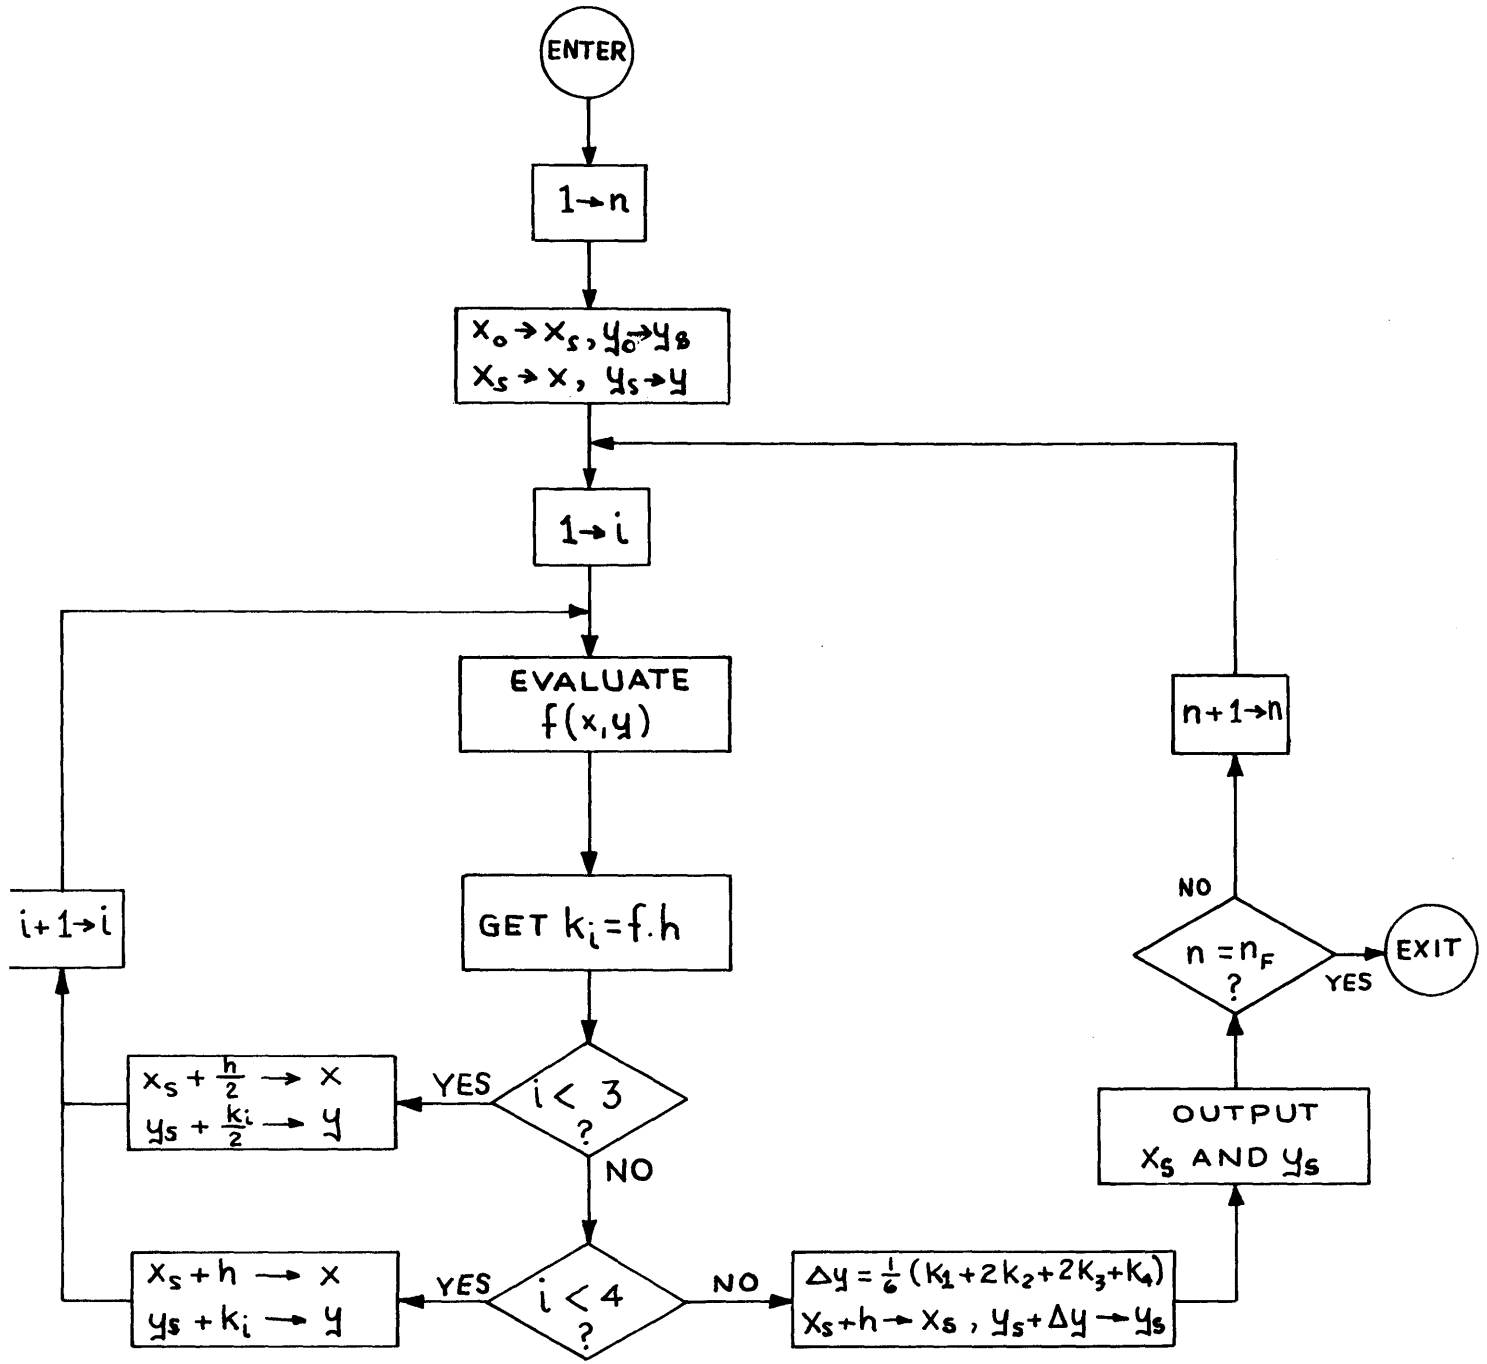 ENTER
1→n
x₀→xₛ, y₀→yₛ
xₛ→x, yₛ→y
1→i
EVALUATE
f(x,y)
n+1→n
GET kᵢ=f.h
i+1→i
NO
n=n_F
?
YES
EXIT
i < 3
?
YES
NO
xₛ + h/2 → x
yₛ + kᵢ/2 → y
OUTPUT
xₛ AND yₛ
i < 4
?
YES
NO
xₛ + h → x
yₛ + kᵢ → y
Δy = 1/6 (k₁+2k₂+2k₃+k₄)
xₛ+h→xₛ, yₛ+Δy→yₛ